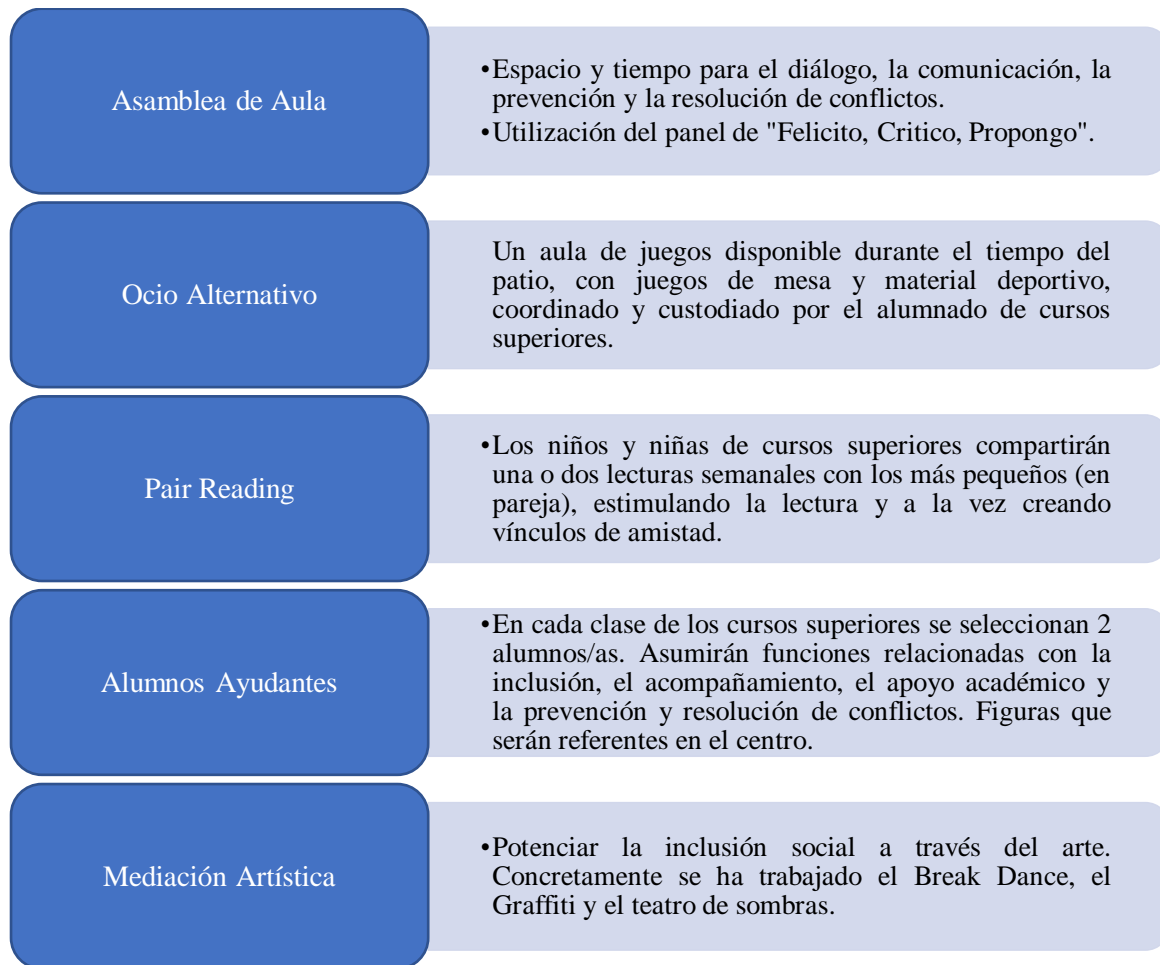 Asamblea de Aula
•Espacio y tiempo para el diálogo, la comunicación, la
prevención y la resolución de conflictos.
•Utilización del panel de "Felicito, Critico, Propongo".
Ocio Alternativo
Un aula de juegos disponible durante el tiempo del
patio, con juegos de mesa y material deportivo,
coordinado y custodiado por el alumnado de cursos
superiores.
Pair Reading
•Los niños y niñas de cursos superiores compartirán
una o dos lecturas semanales con los más pequeños (en
pareja), estimulando la lectura y a la vez creando
vínculos de amistad.
Alumnos Ayudantes
•En cada clase de los cursos superiores se seleccionan 2
alumnos/as. Asumirán funciones relacionadas con la
inclusión, el acompañamiento, el apoyo académico y
la prevención y resolución de conflictos. Figuras que
serán referentes en el centro.
Mediación Artística
•Potenciar la inclusión social a través del arte.
Concretamente se ha trabajado el Break Dance, el
Graffiti y el teatro de sombras.